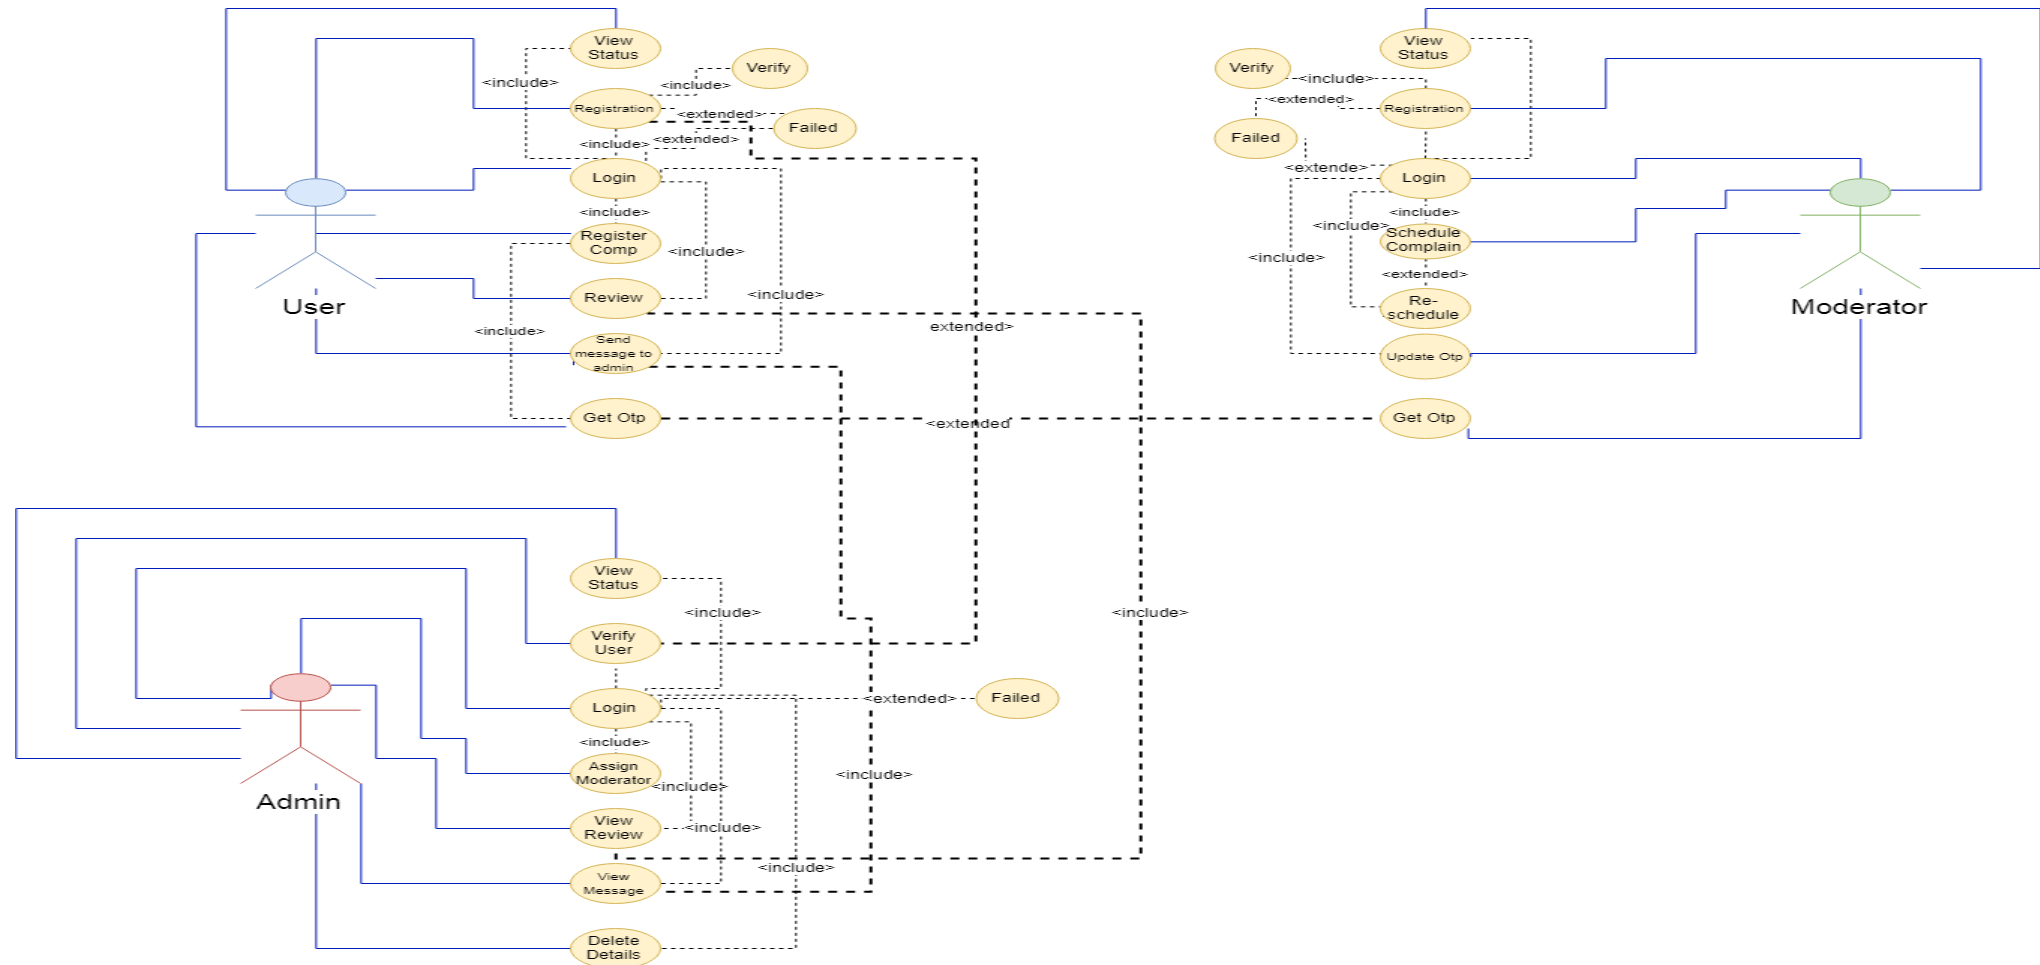 View
Status
<include>
Verify
<include>
Registration
<extended>
Failed
<extended>
<include>
Login
<include>
Register
Comp
<include>
Review
<include>
<include>
Send
message to
admin
Get Otp
User
extended>
<extended
<include>
View
Status
Verify
<include>
<extended>
Registration
Failed
<extende>
Login
<include>
<include>
Schedule
Complain
<include>
<extended>
Re-
schedule
Update Otp
Get Otp
Moderator
View
Status
<include>
Verify
User
Login
<extended>
Failed
<include>
Assign
Moderator
<include>
<include>
View
Review
<include>
<include>
View
Message
Delete
Details
Admin